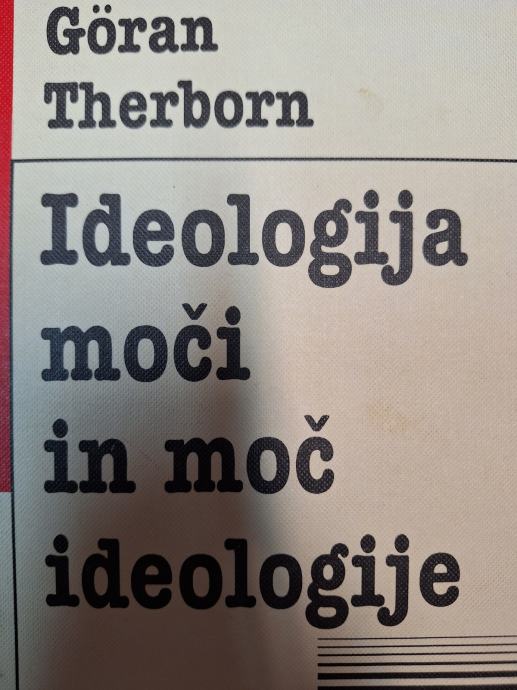 Göran
Therborn
Ideologija
moči
in moč
ideologije